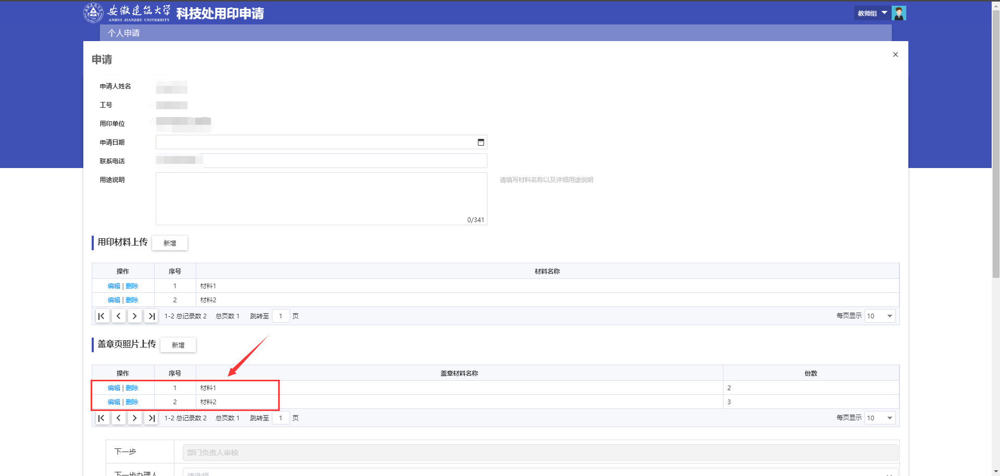 安徽建筑大学
ANHUI JIANZHU UNIVERSITY
科技处用印申请
教师组
个人申请
申请
申请人姓名
工号
用印单位
申请日期
联系电话
用途说明
请填写材料名称以及详细用途说明
0/341
用印材料上传 新增
操作 序号 材料名称
编辑 | 删除 1 材料1
编辑 | 删除 2 材料2
1-2 总记录数 2 总页数 1 跳转至 1 页 每页显示 10
盖章页照片上传 新增
操作 序号 盖章材料名称 份数
编辑 | 删除 1 材料1 2
编辑 | 删除 2 材料2 3
1-2 总记录数 2 总页数 1 跳转至 1 页 每页显示 10
下一步 部门负责人审核
下一步办理人 请选择